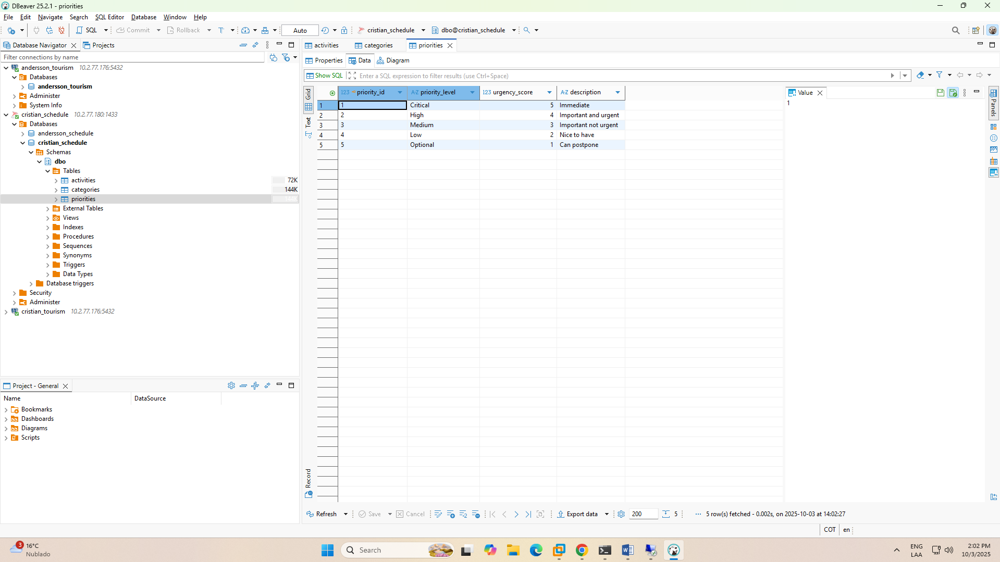 DBeaver 25.2.1 - priorities
File Edit Navigate Search SQL Editor Database Window Help
SQL Commit Rollback T Auto cristian_schedule dbo@cristian_schedule
Database Navigator Projects
Filter connections by name
andersson_tourism 10.2.77.176:5432
Databases
andersson_tourism
Administer
System Info
cristian_schedule 10.2.77.180:1433
Databases
andersson_schedule
cristian_schedule
Schemas
dbo
Tables
activities 72K
categories 144K
priorities 144K
External Tables
Views
Indexes
Procedures
Sequences
Synonyms
Triggers
Data Types
Database triggers
Security
Administer
cristian_tourism 10.2.77.176:5432
Project - General
Name DataSource
Bookmarks
Dashboards
Diagrams
Scripts
activities categories priorities
Properties Data Diagram
Show SQL Enter a SQL expression to filter results (use Ctrl+Space)
Grid
Text
Record
123 priority_id A-Z priority_level 123 urgency_score A-Z description
1 1 Critical 5 Immediate
2 2 High 4 Important and urgent
3 3 Medium 3 Important not urgent
4 4 Low 2 Nice to have
5 5 Optional 1 Can postpone
Value
1
Panels
Refresh Save Cancel Export data 200 5 ... 5 row(s) fetched - 0.002s, on 2025-10-03 at 14:02:27
COT en
3
16°C
Nublado
Search
ENG
LAA
2:02 PM
10/3/2025